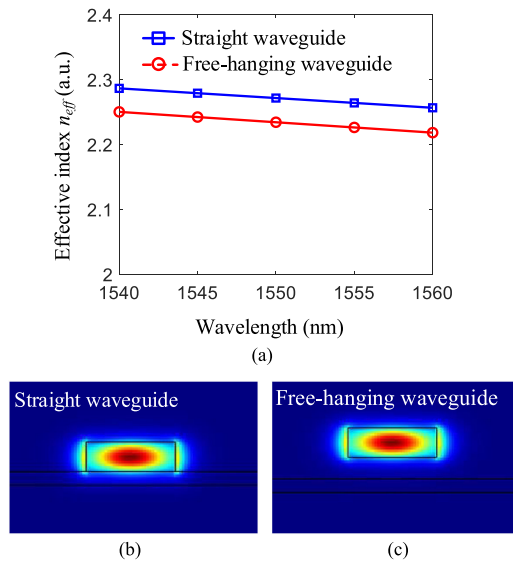 2.4
Straight waveguide
Free-hanging waveguide
2.3
2.2
2.1
2
Effective index n_eff (a.u.)
1540 1545 1550 1555 1560
Wavelength (nm)
(a)
Straight waveguide
Free-hanging waveguide
(b) (c)